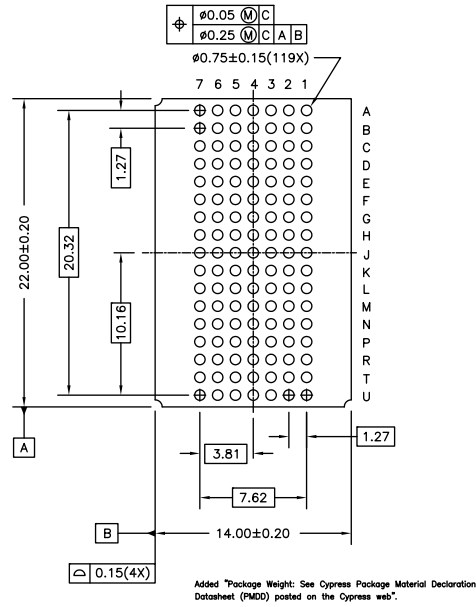 ⌖ ø0.05 Ⓜ C
ø0.25 Ⓜ C A B
ø0.75±0.15(119X)
7 6 5 4 3 2 1
A
B
C
D
E
F
G
H
J
K
L
M
N
P
R
T
U
1.27
22.00±0.20
20.32
10.16
A
1.27
3.81
7.62
B
14.00±0.20
⌓ 0.15(4X)
Added "Package Weight: See Cypress Package Material Declaration
Datasheet (PMDD) posted on the Cypress web".